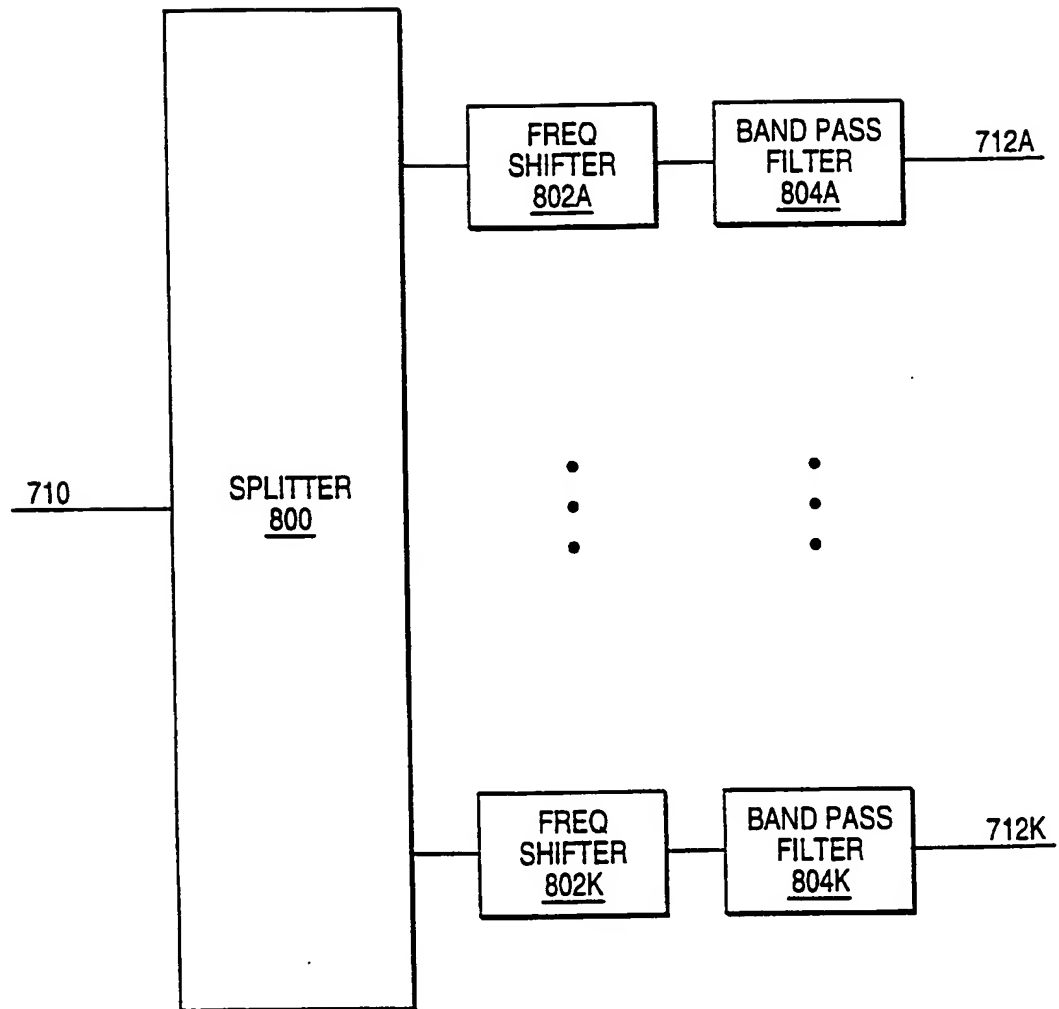 FREQ
SHIFTER
802A
BAND PASS
FILTER
804A
712A
710
SPLITTER
800
FREQ
SHIFTER
802K
BAND PASS
FILTER
804K
712K